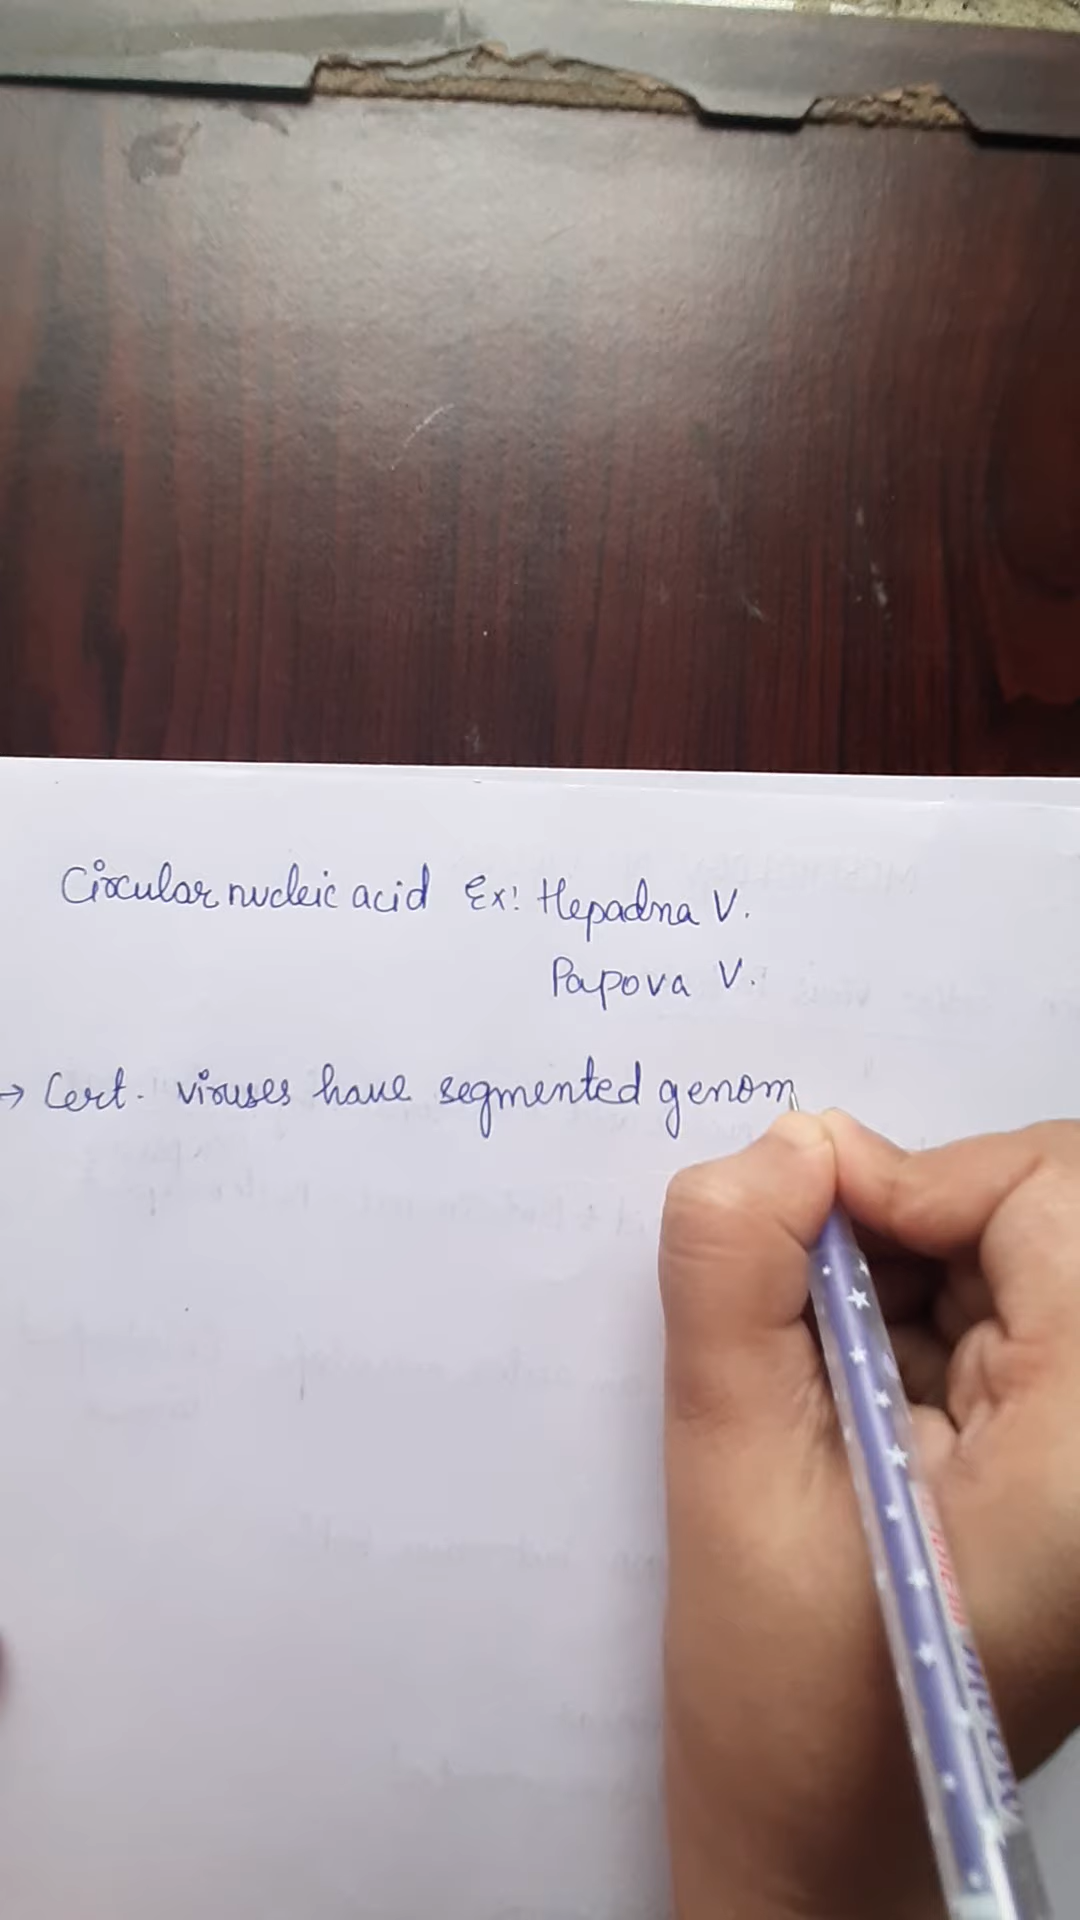 Circular nucleic acid Ex: Hepadna V.
Papova V.
→ Cert. viruses have segmented genom